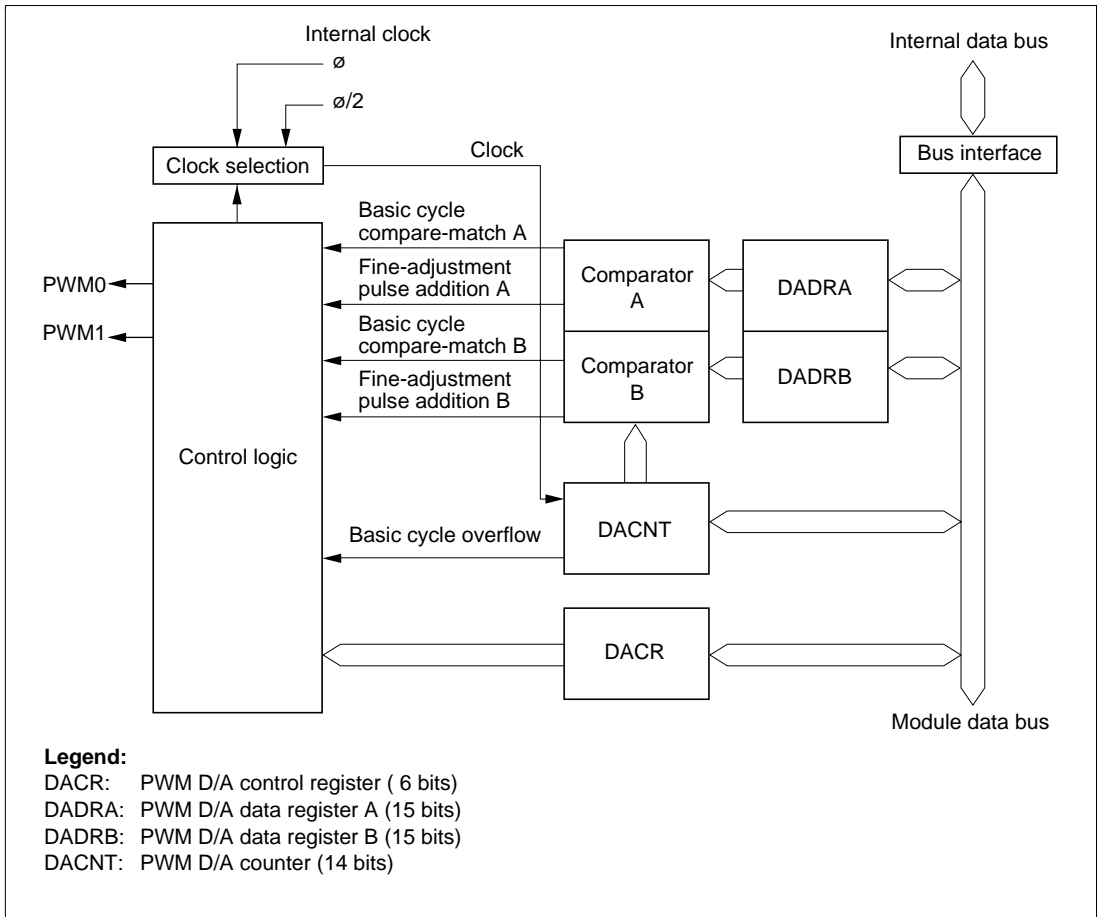 Internal clock
ø
ø/2
Internal data bus
Clock selection
Clock
Bus interface
Basic cycle
compare-match A
Fine-adjustment
pulse addition A
Basic cycle
compare-match B
Fine-adjustment
pulse addition B
PWM0
PWM1
Comparator
A
DADRA
Comparator
B
DADRB
Control logic
Basic cycle overflow
DACNT
DACR
Module data bus
Legend:
DACR: PWM D/A control register ( 6 bits)
DADRA: PWM D/A data register A (15 bits)
DADRB: PWM D/A data register B (15 bits)
DACNT: PWM D/A counter (14 bits)